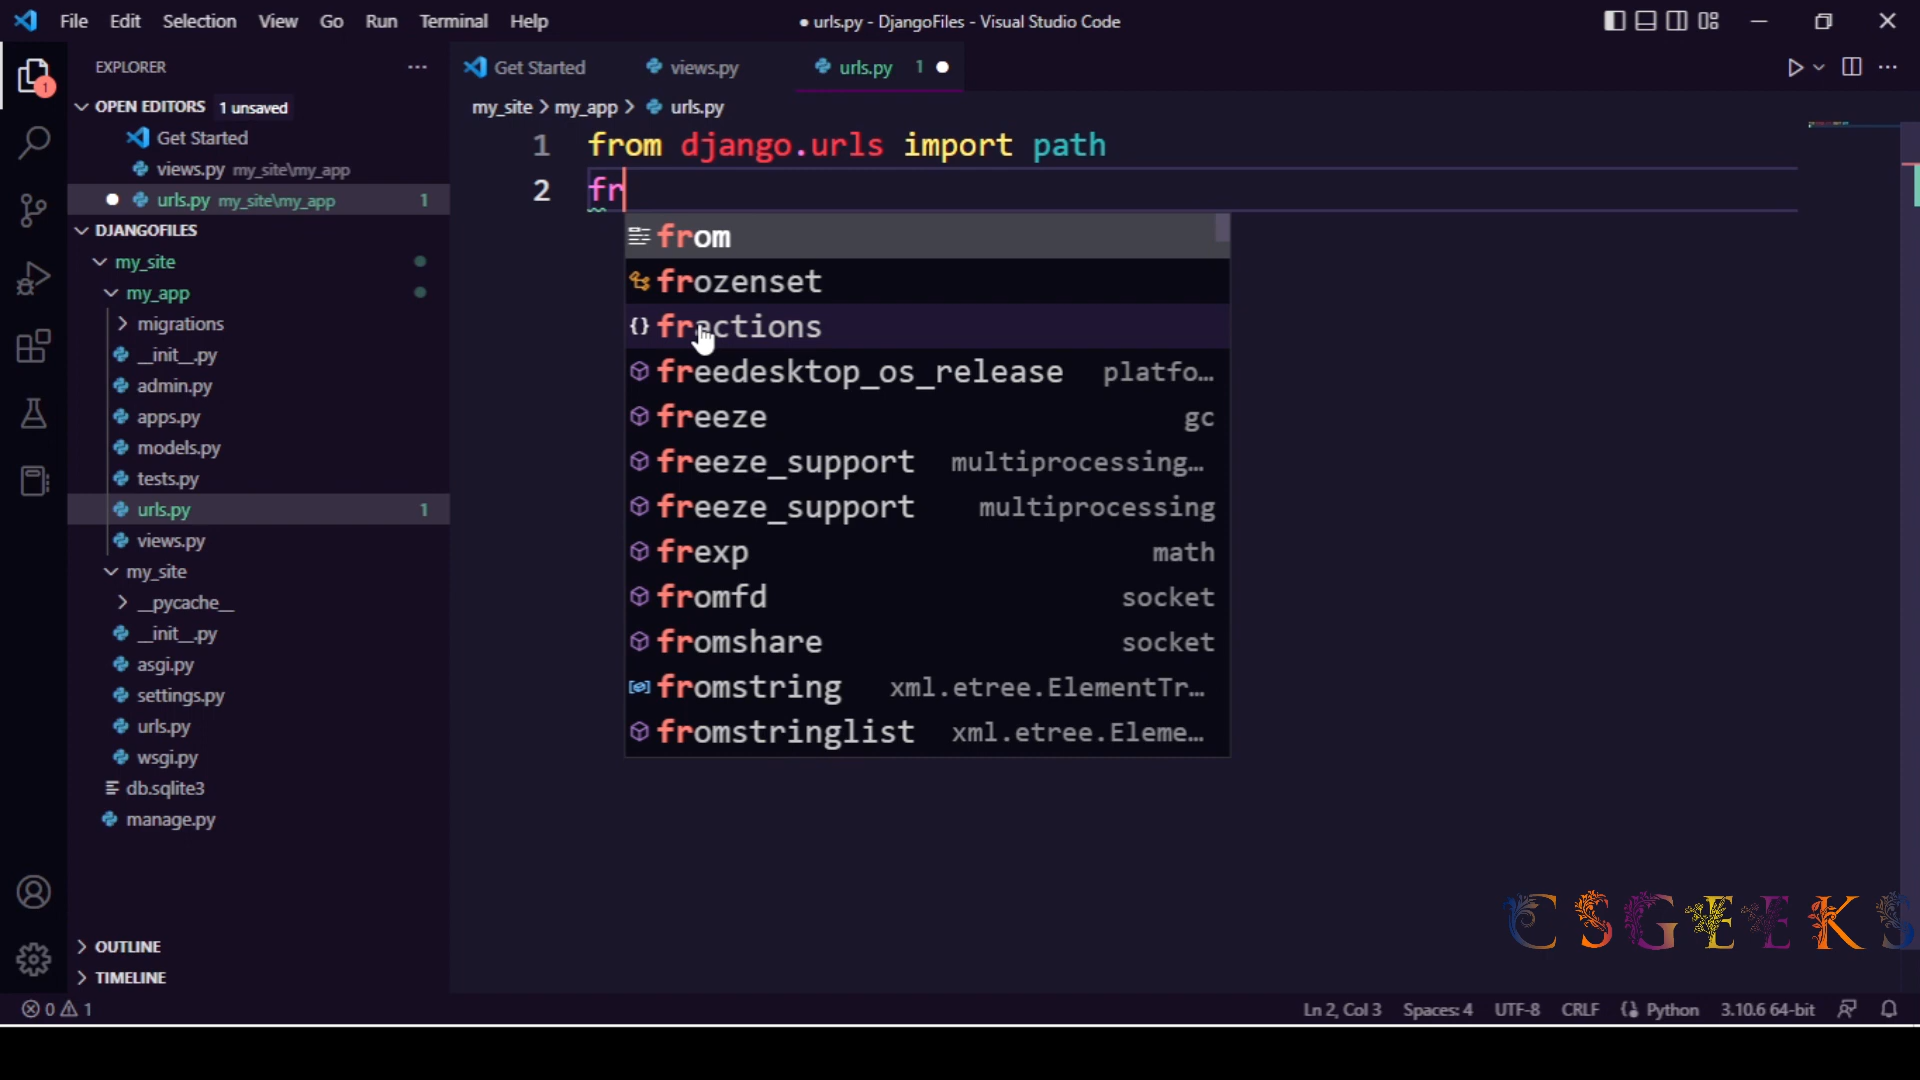 File Edit Selection View Go Run Terminal Help
● urls.py - DjangoFiles - Visual Studio Code
EXPLORER
1
OPEN EDITORS 1 unsaved
Get Started
views.py my_site\my_app
urls.py my_site\my_app 1
DJANGOFILES
my_site
my_app
migrations
__init__.py
admin.py
apps.py
models.py
tests.py
urls.py 1
views.py
my_site
__pycache__
__init__.py
asgi.py
settings.py
urls.py
wsgi.py
db.sqlite3
manage.py
OUTLINE
TIMELINE
Get Started views.py urls.py 1
my_site > my_app > urls.py
1 from django.urls import path
2 fr
from
frozenset
fractions
freedesktop_os_release platfo...
freeze gc
freeze_support multiprocessing...
freeze_support multiprocessing
frexp math
fromfd socket
fromshare socket
fromstring xml.etree.ElementTr...
fromstringlist xml.etree.Eleme...
CSGEEKS
0 1 Ln 2, Col 3 Spaces: 4 UTF-8 CRLF Python 3.10.6 64-bit